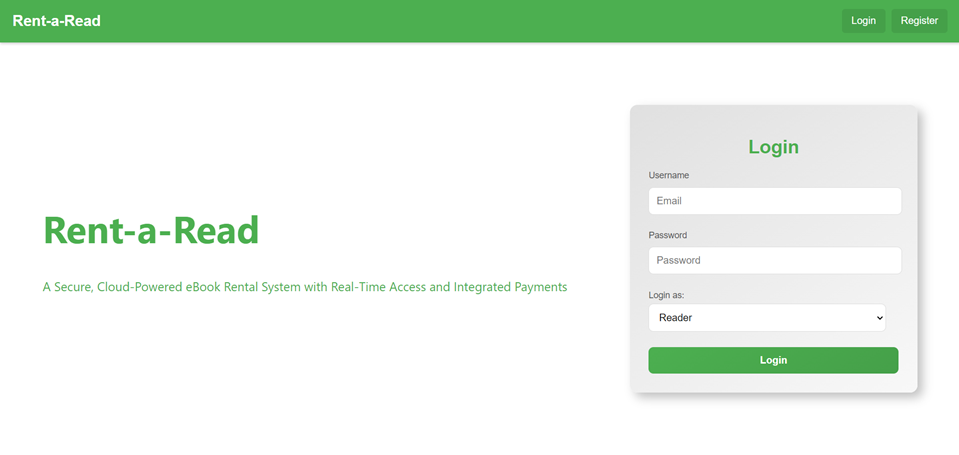 Rent-a-Read
Login
Register
Rent-a-Read
A Secure, Cloud-Powered eBook Rental System with Real-Time Access and Integrated Payments
Login
Username
Email
Password
Password
Login as:
Reader
Login